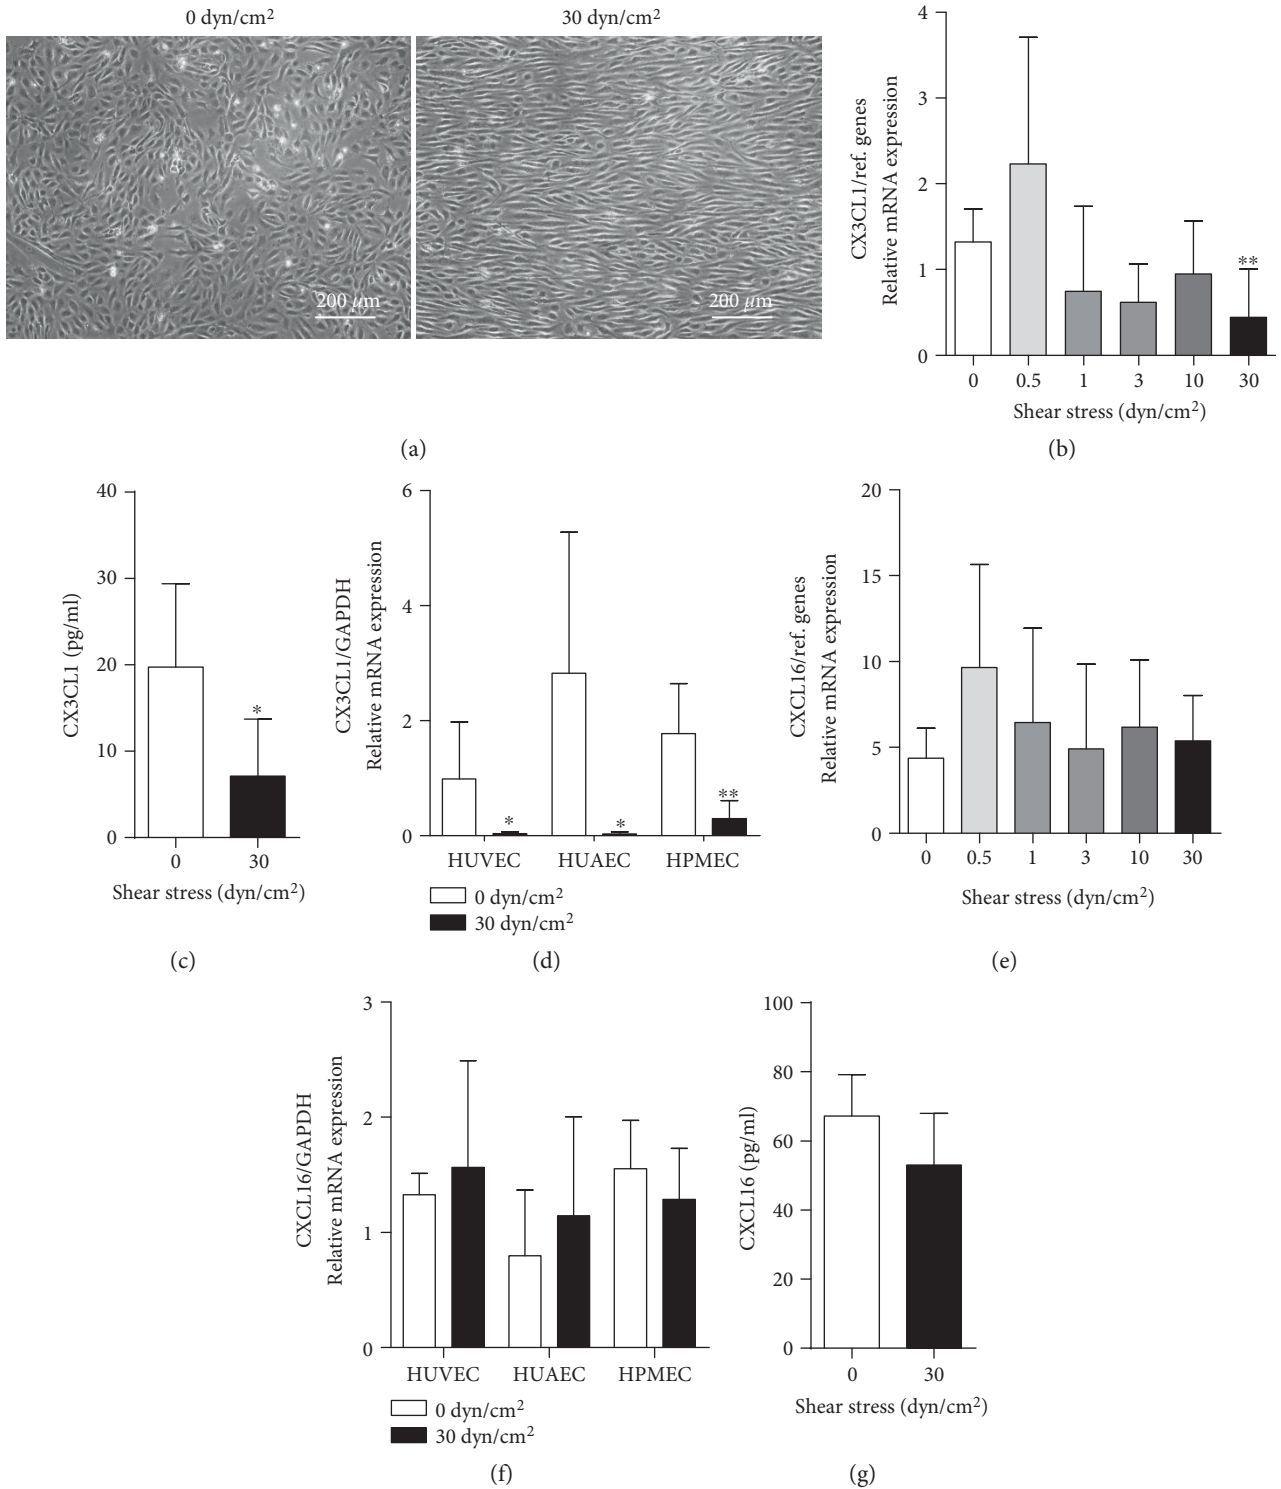 0 dyn/cm²
30 dyn/cm²
200 μm
200 μm
(a)
CX3CL1/ref. genes
Relative mRNA expression
4
3
2
1
0
**
0 0.5 1 3 10 30
Shear stress (dyn/cm²)
(b)
CX3CL1 (pg/ml)
40
30
20
10
0
*
0 30
Shear stress (dyn/cm²)
(c)
CX3CL1/GAPDH
Relative mRNA expression
6
4
2
0
* * **
HUVEC HUAEC HPMEC
0 dyn/cm²
30 dyn/cm²
(d)
CXCL16/ref. genes
Relative mRNA expression
20
15
10
5
0
0 0.5 1 3 10 30
Shear stress (dyn/cm²)
(e)
CXCL16/GAPDH
Relative mRNA expression
3
2
1
0
HUVEC HUAEC HPMEC
0 dyn/cm²
30 dyn/cm²
(f)
CXCL16 (pg/ml)
100
80
60
40
20
0
0 30
Shear stress (dyn/cm²)
(g)